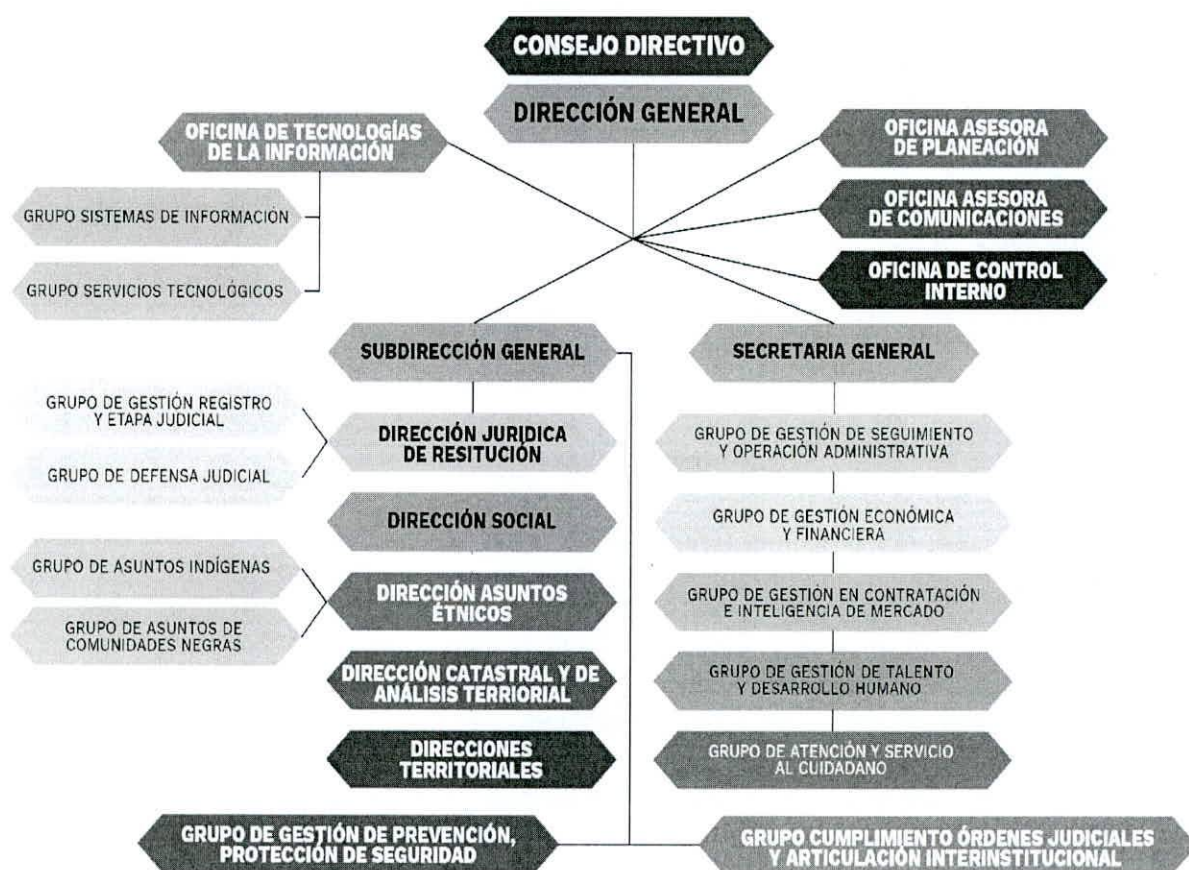 CONSEJO DIRECTIVO
DIRECCIÓN GENERAL
OFICINA DE TECNOLOGÍAS
DE LA INFORMACIÓN
GRUPO SISTEMAS DE INFORMACIÓN
GRUPO SERVICIOS TECNOLÓGICOS
OFICINA ASESORA
DE PLANEACIÓN
OFICINA ASESORA
DE COMUNICACIONES
OFICINA DE CONTROL
INTERNO
SUBDIRECCIÓN GENERAL
GRUPO DE GESTIÓN REGISTRO
Y ETAPA JUDICIAL
GRUPO DE DEFENSA JUDICIAL
DIRECCIÓN JURÍDICA
DE RESITUCIÓN
DIRECCIÓN SOCIAL
GRUPO DE ASUNTOS INDÍGENAS
GRUPO DE ASUNTOS DE
COMUNIDADES NEGRAS
DIRECCIÓN ASUNTOS
ÉTNICOS
DIRECCIÓN CATASTRAL Y DE
ANÁLISIS TERRIORIAL
DIRECCIONES
TERRITORIALES
SECRETARIA GENERAL
GRUPO DE GESTIÓN DE SEGUIMIENTO
Y OPERACIÓN ADMINISTRATIVA
GRUPO DE GESTIÓN ECONÓMICA
Y FINANCIERA
GRUPO DE GESTIÓN EN CONTRATACIÓN
E INTELIGENCIA DE MERCADO
GRUPO DE GESTIÓN DE TALENTO
Y DESARROLLO HUMANO
GRUPO DE ATENCIÓN Y SERVICIO
AL CUIDADANO
GRUPO DE GESTIÓN DE PREVENCIÓN,
PROTECCIÓN DE SEGURIDAD
GRUPO CUMPLIMIENTO ÓRDENES JUDICIALES
Y ARTICULACIÓN INTERINSTITUCIONAL